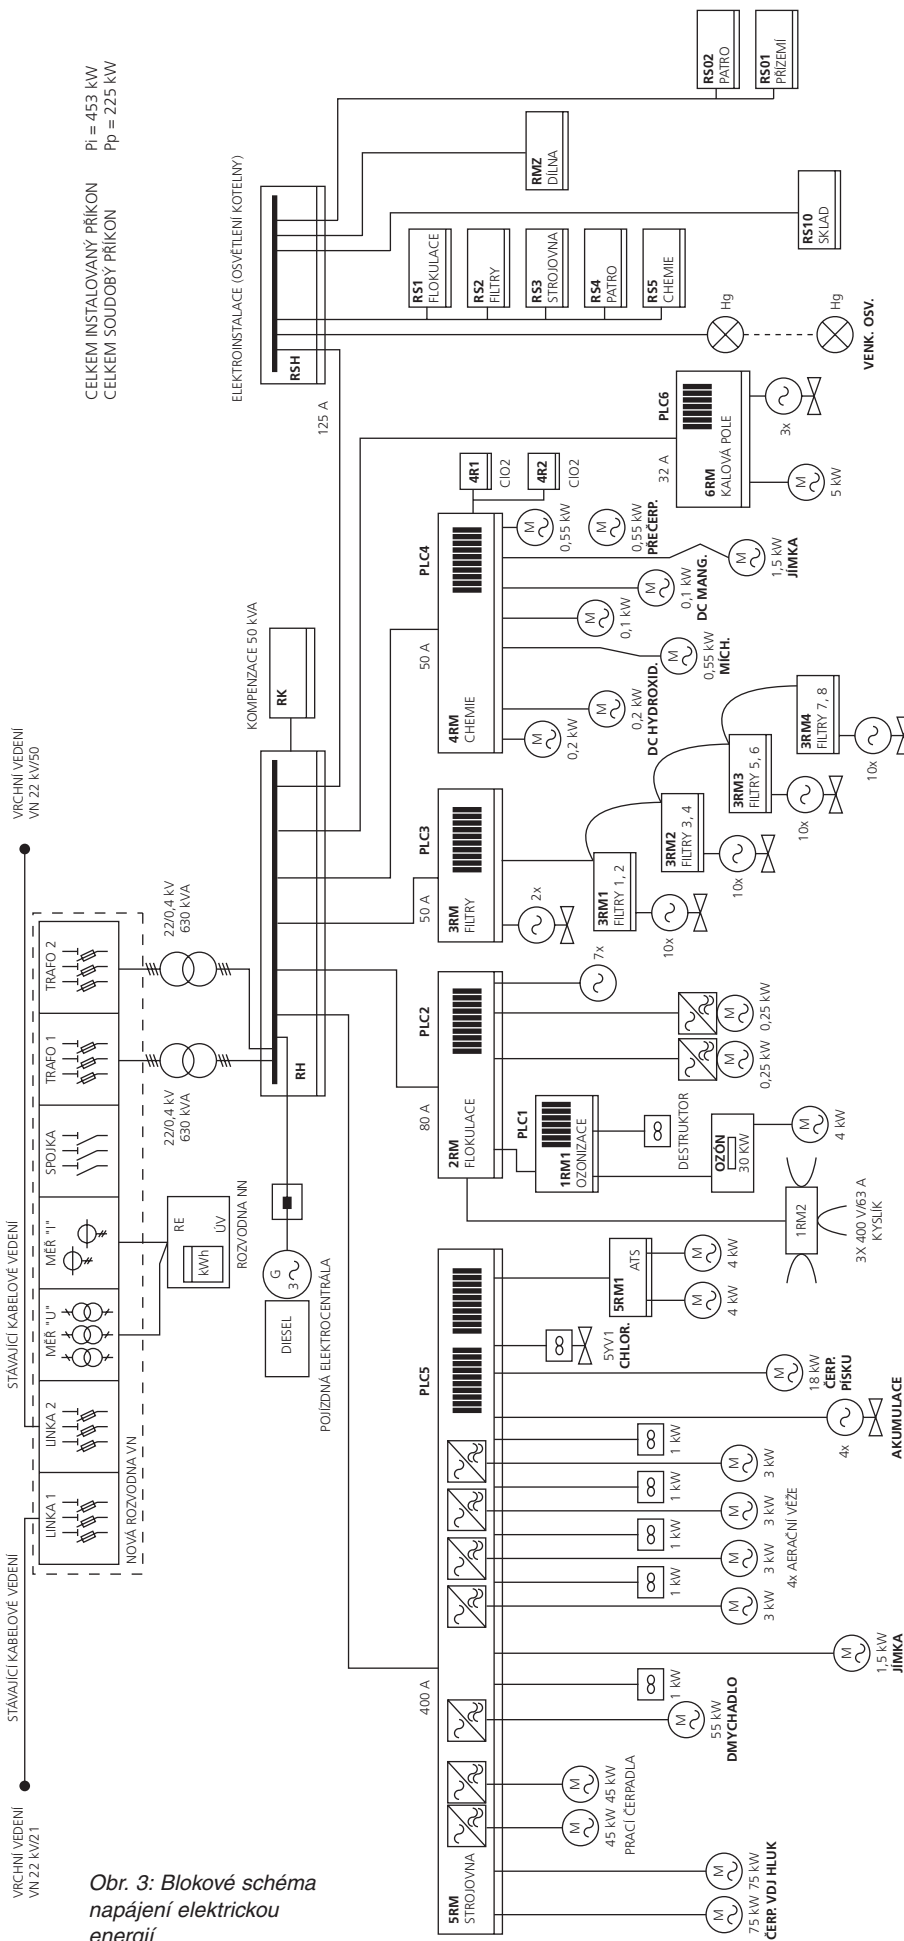 VRCHNÍ VEDENÍ
VN 22 kV/21
STÁVAJÍCÍ KABELOVÉ VEDENÍ
STÁVAJÍCÍ KABELOVÉ VEDENÍ
VRCHNÍ VEDENÍ
VN 22 kV/50
CELKEM INSTALOVANÝ PŘÍKON Pi = 453 kW
CELKEM SOUDOBÝ PŘÍKON Pp = 225 kW
LINKA 1
LINKA 2
MĚŘ "U"
MĚŘ "I"
SPOJKA
TRAFO 1
TRAFO 2
NOVÁ ROZVODNA VN
RE
kWh
ÚV
ROZVODNA NN
22/0,4 kV
630 kVA
22/0,4 kV
630 kVA
DIESEL
G
3
POJÍZDNÁ ELEKTROCENTRÁLA
RH
KOMPENZACE 50 kVA
RK
ELEKTROINSTALACE (OSVĚTLENÍ KOTELNY)
RSH
125 A
400 A
80 A
50 A
50 A
32 A
5RM
STROJOVNA
PLC5
75 kW 75 kW
M
M
ČERP. VDJ HLUK
45 kW 45 kW
M
M
PRACÍ ČERPADLA
M
55 kW
DMYCHADLO
1 kW
M
1,5 kW
JÍMKA
M
3 kW
1 kW
M
3 kW
1 kW
M
3 kW
1 kW
M
3 kW
1 kW
4x AERAČNÍ VĚŽE
4x
AKUMULACE
M
18 kW
ČERP.
PÍSKU
5YV1
CHLOR.
5RM1
ATS
M
4 kW
M
4 kW
2RM
FLOKULACE
PLC2
PLC1
1RM1
OZONIZACE
DESTRUKTOR
OZÓN
30 KW
M
4 kW
1RM2
3X 400 V/63 A
KYSLÍK
M
0,25 kW
M
0,25 kW
7x
3RM
FILTRY
PLC3
2x
3RM1
FILTRY 1, 2
10x
3RM2
FILTRY 3, 4
10x
3RM3
FILTRY 5, 6
10x
3RM4
FILTRY 7, 8
10x
4RM
CHEMIE
PLC4
M
0,2 kW
M
0,2 kW
DC HYDROXID.
M
0,55 kW
MÍCH.
M
0,1 kW
M
0,1 kW
DC MANG.
M
1,5 kW
JÍMKA
M
0,55 kW
M
0,55 kW
PŘEČERP.
4R1
ClO2
4R2
ClO2
6RM
KALOVÁ POLE
PLC6
M
5 kW
3x
Hg
Hg
VENK. OSV.
RS1
FLOKULACE
RS2
FILTRY
RS3
STROJOVNA
RS4
PATRO
RS5
CHEMIE
RS10
SKLAD
RMZ
DÍLNA
RS02
PATRO
RS01
PŘÍZEMÍ
Obr. 3: Blokové schéma
napájení elektrickou
energií